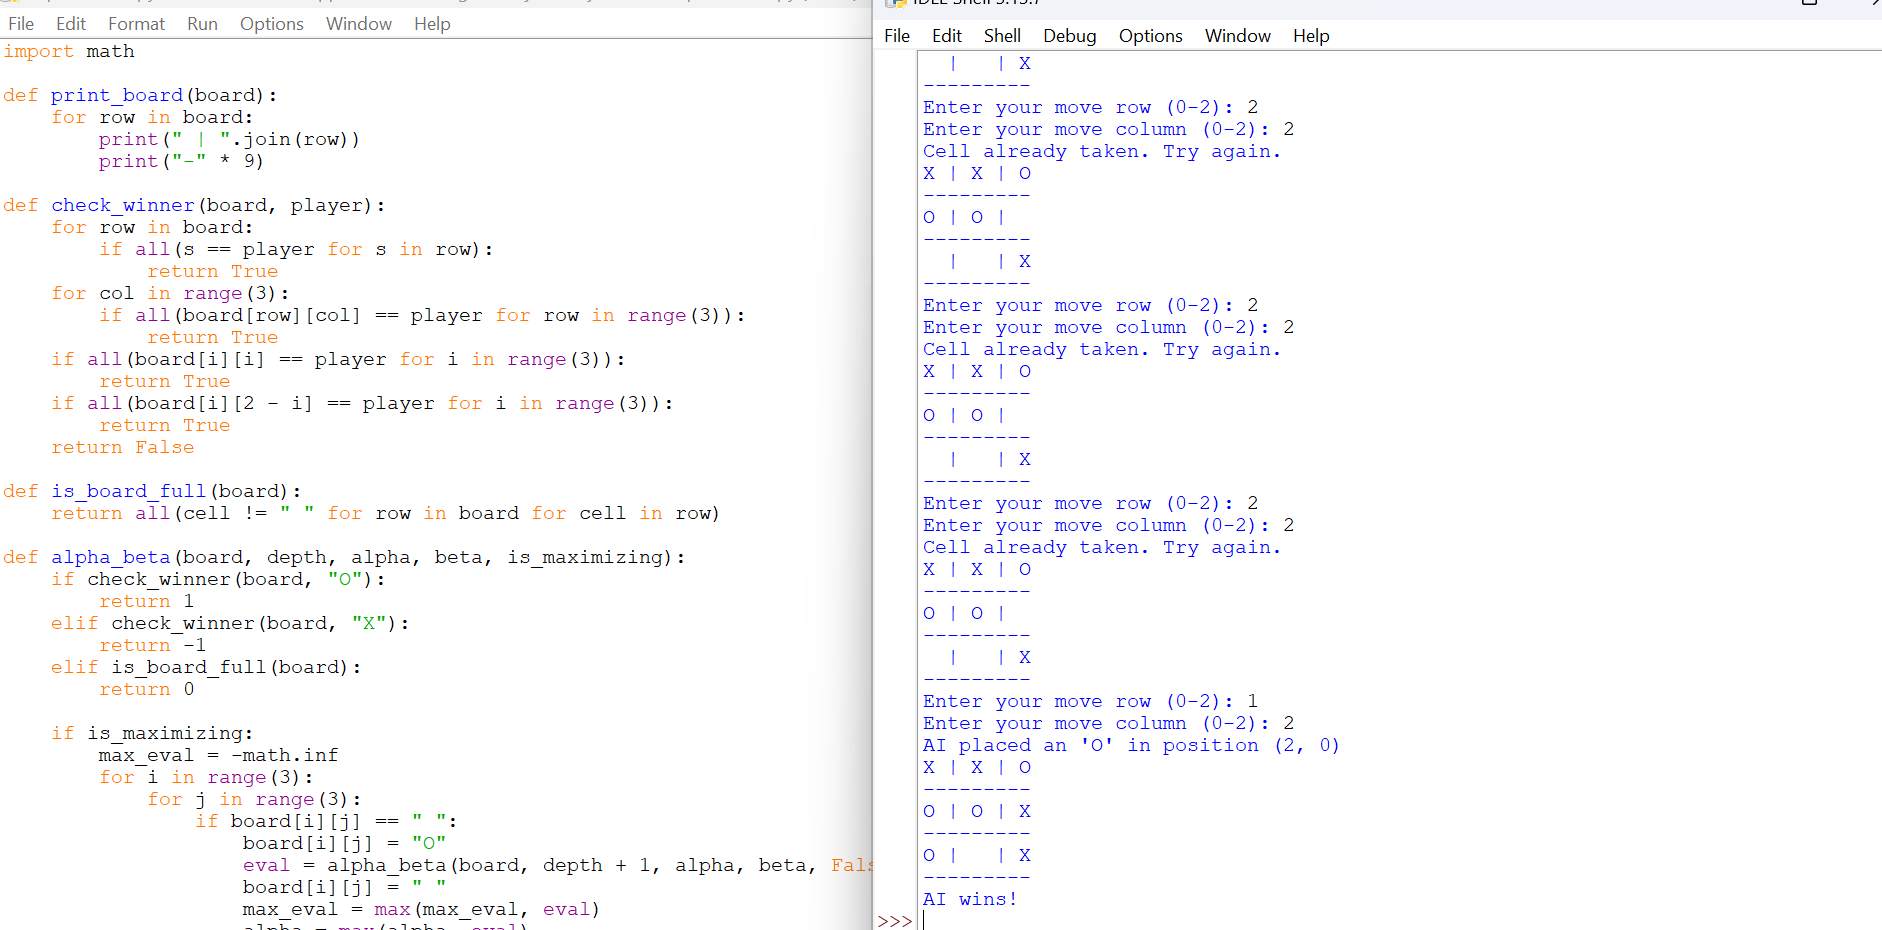 File Edit Format Run Options Window Help
import math
def print_board(board):
    for row in board:
        print(" | ".join(row))
        print("-" * 9)
def check_winner(board, player):
    for row in board:
        if all(s == player for s in row):
            return True
    for col in range(3):
        if all(board[row][col] == player for row in range(3)):
            return True
    if all(board[i][i] == player for i in range(3)):
        return True
    if all(board[i][2 - i] == player for i in range(3)):
        return True
    return False
def is_board_full(board):
    return all(cell != " " for row in board for cell in row)
def alpha_beta(board, depth, alpha, beta, is_maximizing):
    if check_winner(board, "O"):
        return 1
    elif check_winner(board, "X"):
        return -1
    elif is_board_full(board):
        return 0
    if is_maximizing:
        max_eval = -math.inf
        for i in range(3):
            for j in range(3):
                if board[i][j] == " ":
                    board[i][j] = "O"
                    eval = alpha_beta(board, depth + 1, alpha, beta, Fals
                    board[i][j] = " "
                    max_eval = max(max_eval, eval)
                    alpha = max(alpha, eval)
File Edit Shell Debug Options Window Help
  |   | X
---------
Enter your move row (0-2): 2
Enter your move column (0-2): 2
Cell already taken. Try again.
X | X | O
---------
O | O |
---------
  |   | X
---------
Enter your move row (0-2): 2
Enter your move column (0-2): 2
Cell already taken. Try again.
X | X | O
---------
O | O |
---------
  |   | X
---------
Enter your move row (0-2): 2
Enter your move column (0-2): 2
Cell already taken. Try again.
X | X | O
---------
O | O |
---------
  |   | X
---------
Enter your move row (0-2): 1
Enter your move column (0-2): 2
AI placed an 'O' in position (2, 0)
X | X | O
---------
O | O | X
---------
O |   | X
---------
AI wins!
>>>